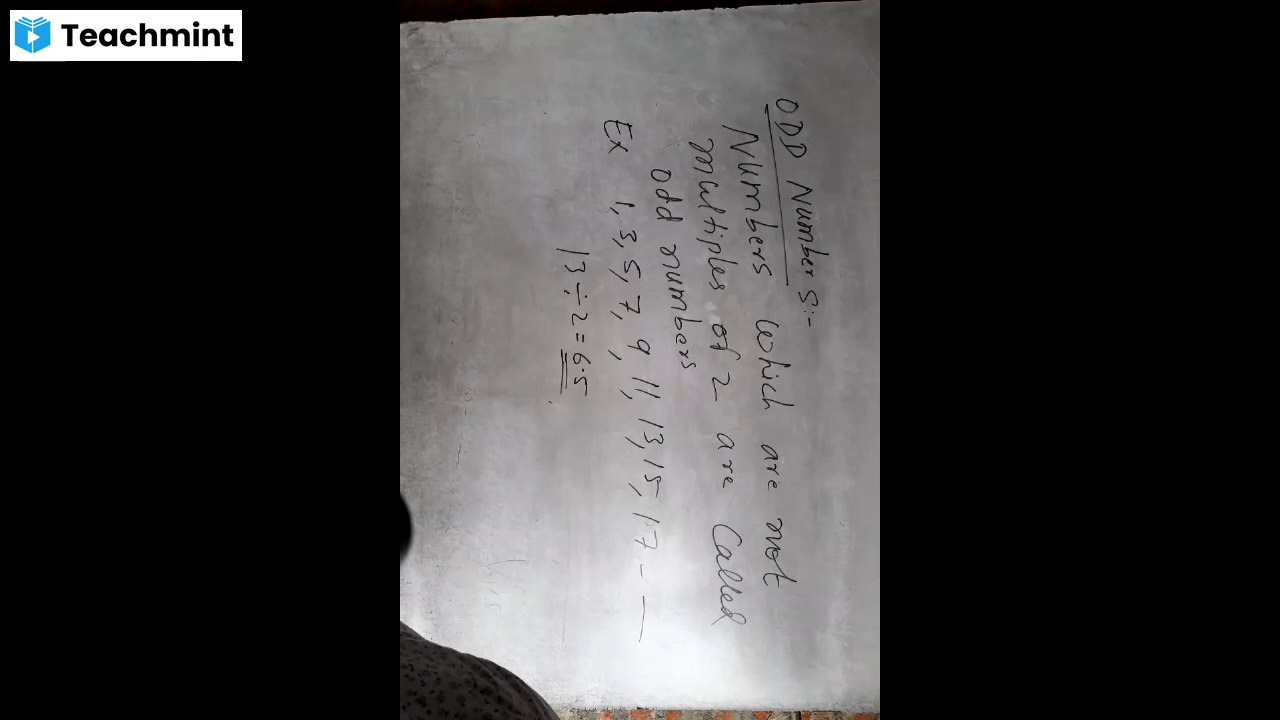 Teachmint
ODD Numbers:-
Numbers which are not
multiples of 2 are Called
odd numbers
Ex 1, 3, 5, 7, 9, 11, 13, 15, 17 - —
13 ÷ 2 = 6.5